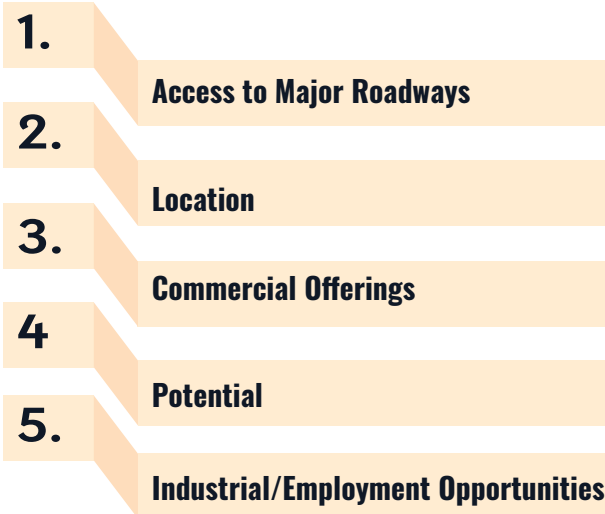 1.
Access to Major Roadways
2.
Location
3.
Commercial Offerings
4
Potential
5.
Industrial/Employment Opportunities